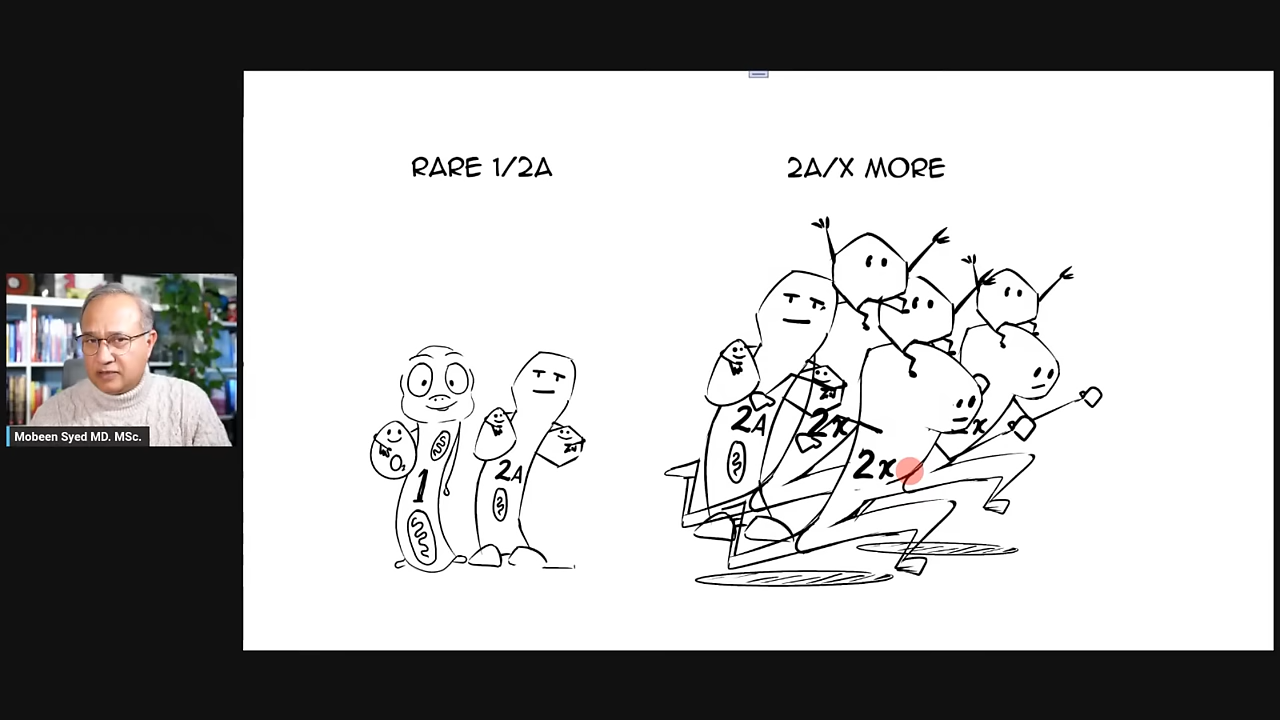 RARE 1/2A
2A/X MORE
1
2A
2A
2x
2x
x
Mobeen Syed MD. MSc.